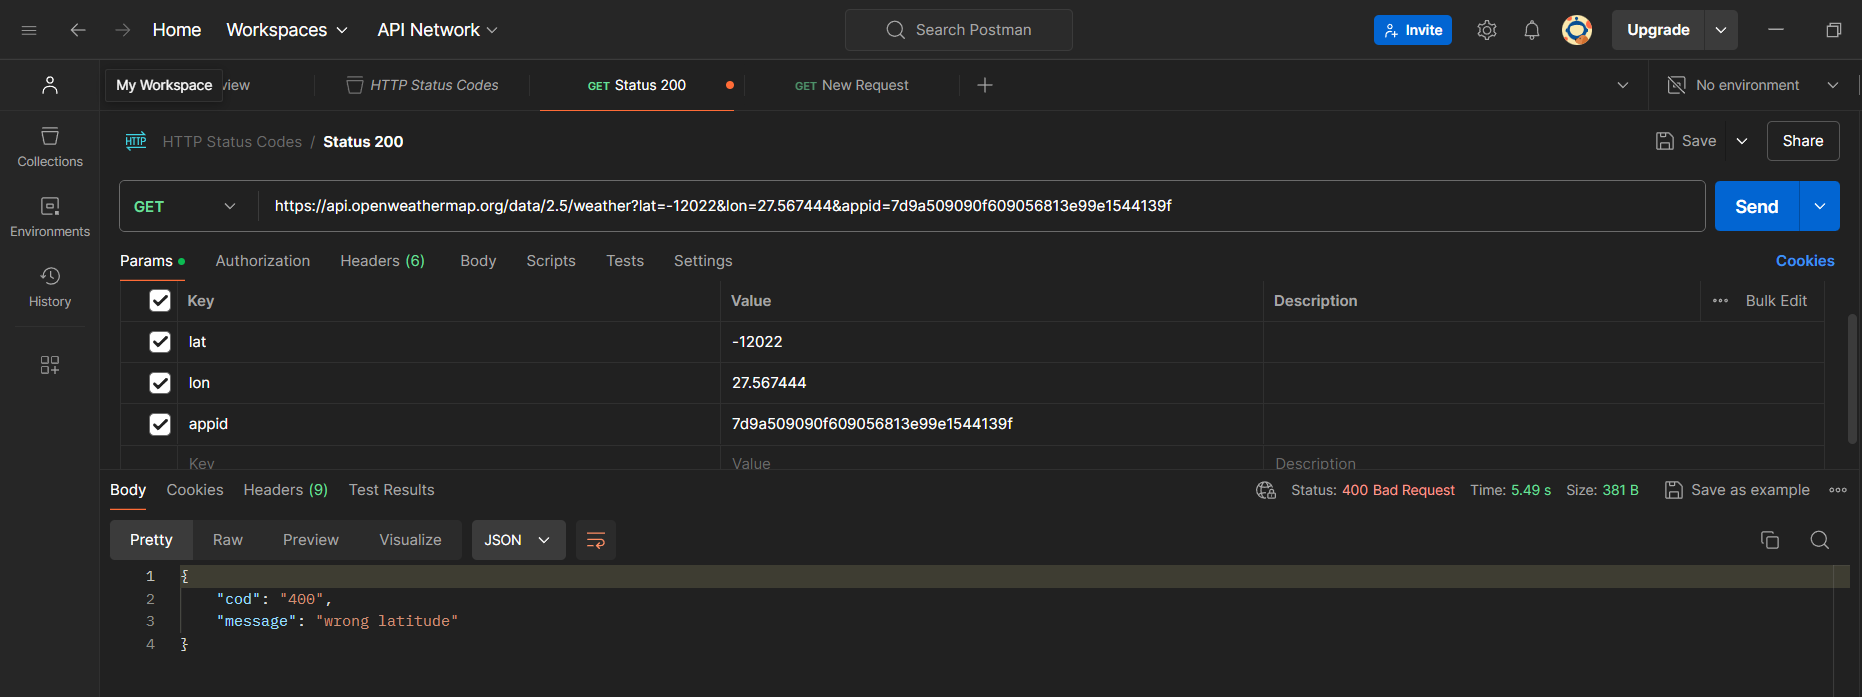 Home Workspaces API Network Search Postman Invite Upgrade
My Workspace view HTTP Status Codes GET Status 200 GET New Request No environment
HTTP HTTP Status Codes / Status 200 Save Share
Collections
GET https://api.openweathermap.org/data/2.5/weather?lat=-12022&lon=27.567444&appid=7d9a509090f609056813e99e1544139f Send
Environments
Params Authorization Headers (6) Body Scripts Tests Settings Cookies
History
Key Value Description Bulk Edit
lat -12022
lon 27.567444
appid 7d9a509090f609056813e99e1544139f
Key Value Description
Body Cookies Headers (9) Test Results Status: 400 Bad Request Time: 5.49 s Size: 381 B Save as example
Pretty Raw Preview Visualize JSON
1 {
2 "cod": "400",
3 "message": "wrong latitude"
4 }